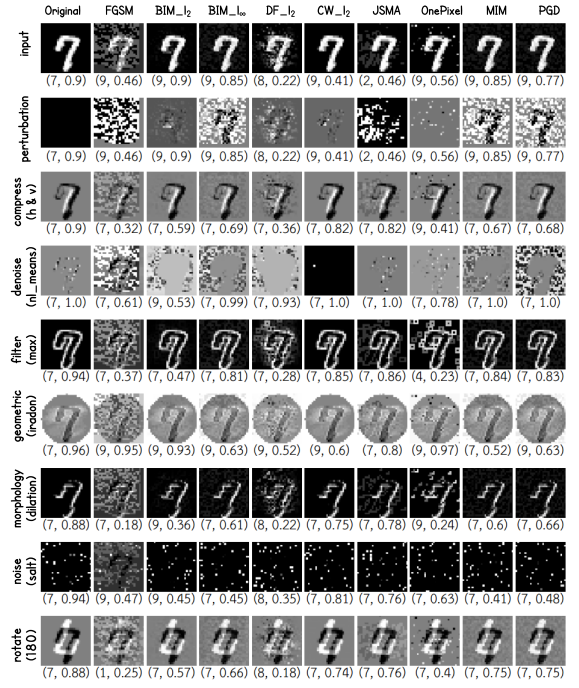 Original FGSM BIM_l₂ BIM_l∞ DF_l₂ CW_l₂ JSMA OnePixel MIM PGD
input
(7, 0.9) (9, 0.46) (9, 0.9) (9, 0.85) (8, 0.22) (9, 0.41) (2, 0.46) (9, 0.56) (9, 0.85) (9, 0.77)
perturbation
(7, 0.9) (9, 0.46) (9, 0.9) (9, 0.85) (8, 0.22) (9, 0.41) (2, 0.46) (9, 0.56) (9, 0.85) (9, 0.77)
compress
(h & v)
(7, 0.9) (7, 0.32) (7, 0.59) (7, 0.69) (7, 0.36) (7, 0.82) (7, 0.82) (9, 0.41) (7, 0.67) (7, 0.68)
denoise
(nl_means)
(7, 1.0) (7, 0.61) (9, 0.53) (7, 0.99) (7, 0.93) (7, 1.0) (7, 1.0) (7, 0.78) (7, 1.0) (7, 1.0)
filter
(max)
(7, 0.94) (7, 0.37) (7, 0.47) (7, 0.81) (7, 0.28) (7, 0.85) (7, 0.86) (4, 0.23) (7, 0.84) (7, 0.83)
geometric
(iradon)
(7, 0.96) (9, 0.95) (9, 0.93) (9, 0.63) (9, 0.52) (9, 0.6) (7, 0.8) (9, 0.97) (7, 0.52) (9, 0.63)
morphology
(dilation)
(7, 0.88) (7, 0.18) (9, 0.36) (7, 0.61) (8, 0.22) (7, 0.75) (7, 0.78) (9, 0.24) (7, 0.6) (7, 0.66)
noise
(salt)
(7, 0.94) (9, 0.47) (9, 0.45) (9, 0.45) (8, 0.35) (7, 0.81) (7, 0.76) (7, 0.63) (7, 0.41) (9, 0.48)
rotate
(180)
(7, 0.88) (1, 0.25) (7, 0.57) (7, 0.66) (8, 0.18) (7, 0.74) (7, 0.76) (7, 0.4) (7, 0.75) (7, 0.75)